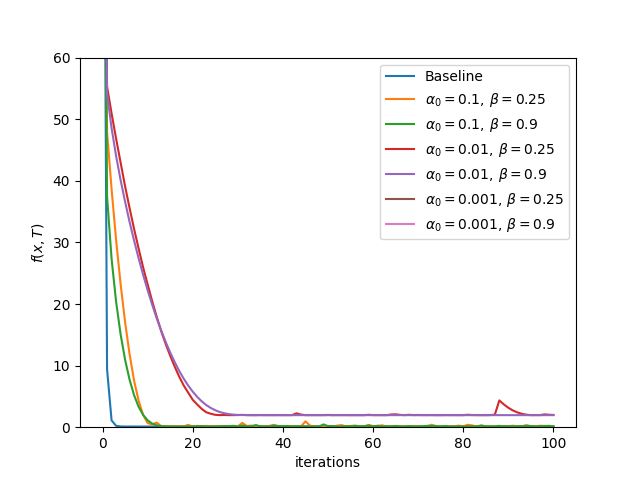 60
50
40
30
20
10
0
f(x, T)
0 20 40 60 80 100
iterations
Baseline
α₀ = 0.1, β = 0.25
α₀ = 0.1, β = 0.9
α₀ = 0.01, β = 0.25
α₀ = 0.01, β = 0.9
α₀ = 0.001, β = 0.25
α₀ = 0.001, β = 0.9